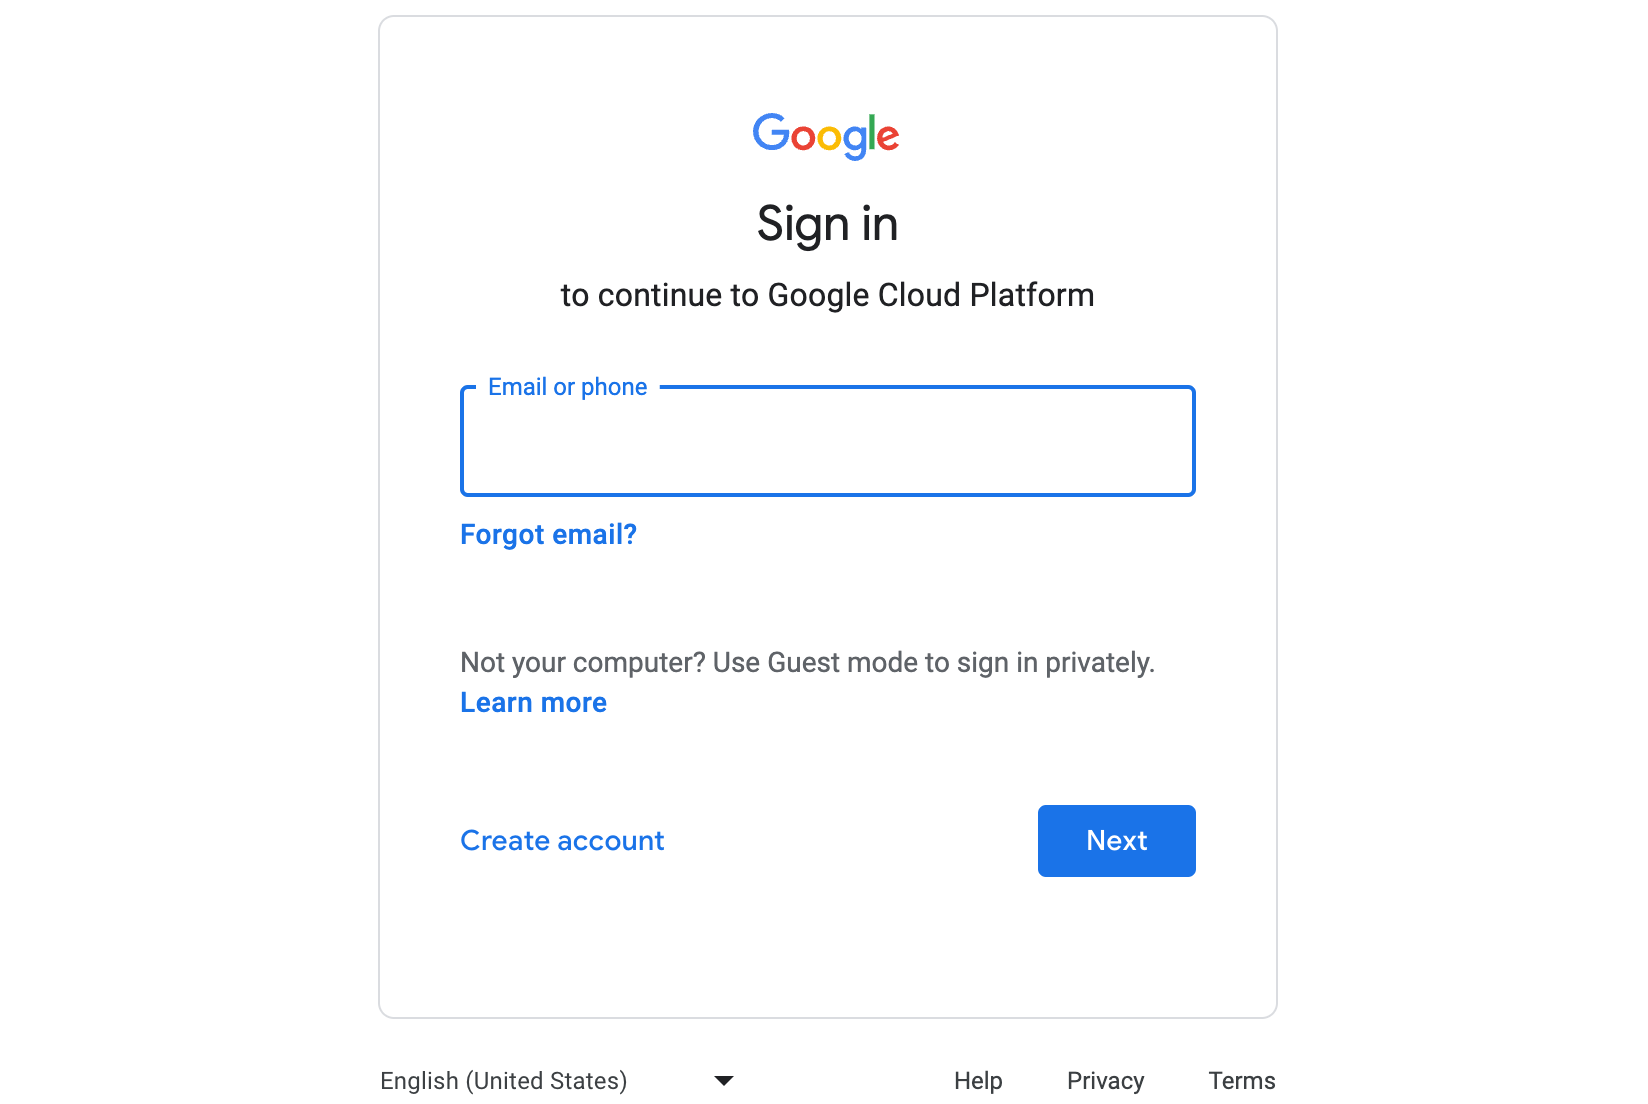 Google
Sign in
to continue to Google Cloud Platform
Email or phone
Forgot email?
Not your computer? Use Guest mode to sign in privately.
Learn more
Create account
Next
English (United States)
Help
Privacy
Terms